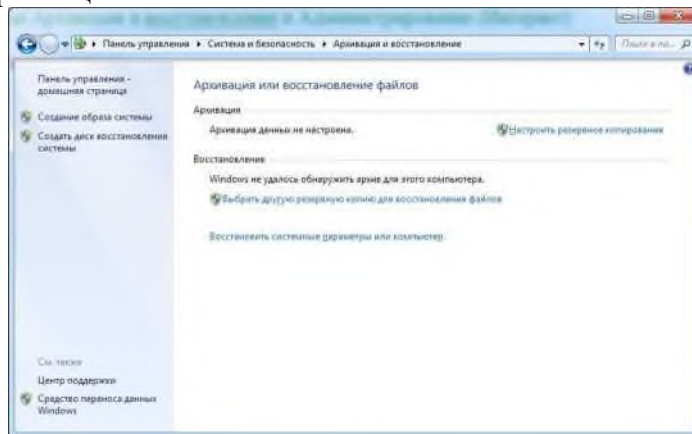 Панель управления ▸ Система и безопасность ▸ Архивация и восстановление
Поиск в па...
Панель управления -
домашняя страница
Создание образа системы
Создать диск восстановления
системы
Архивация или восстановление файлов
Архивация
Архивация данных не настроена.
Настроить резервное копирование
Восстановление
Windows не удалось обнаружить архив для этого компьютера.
Выбрать другую резервную копию для восстановления файлов
Восстановить системные параметры или компьютер
См. также
Центр поддержки
Средство переноса данных
Windows